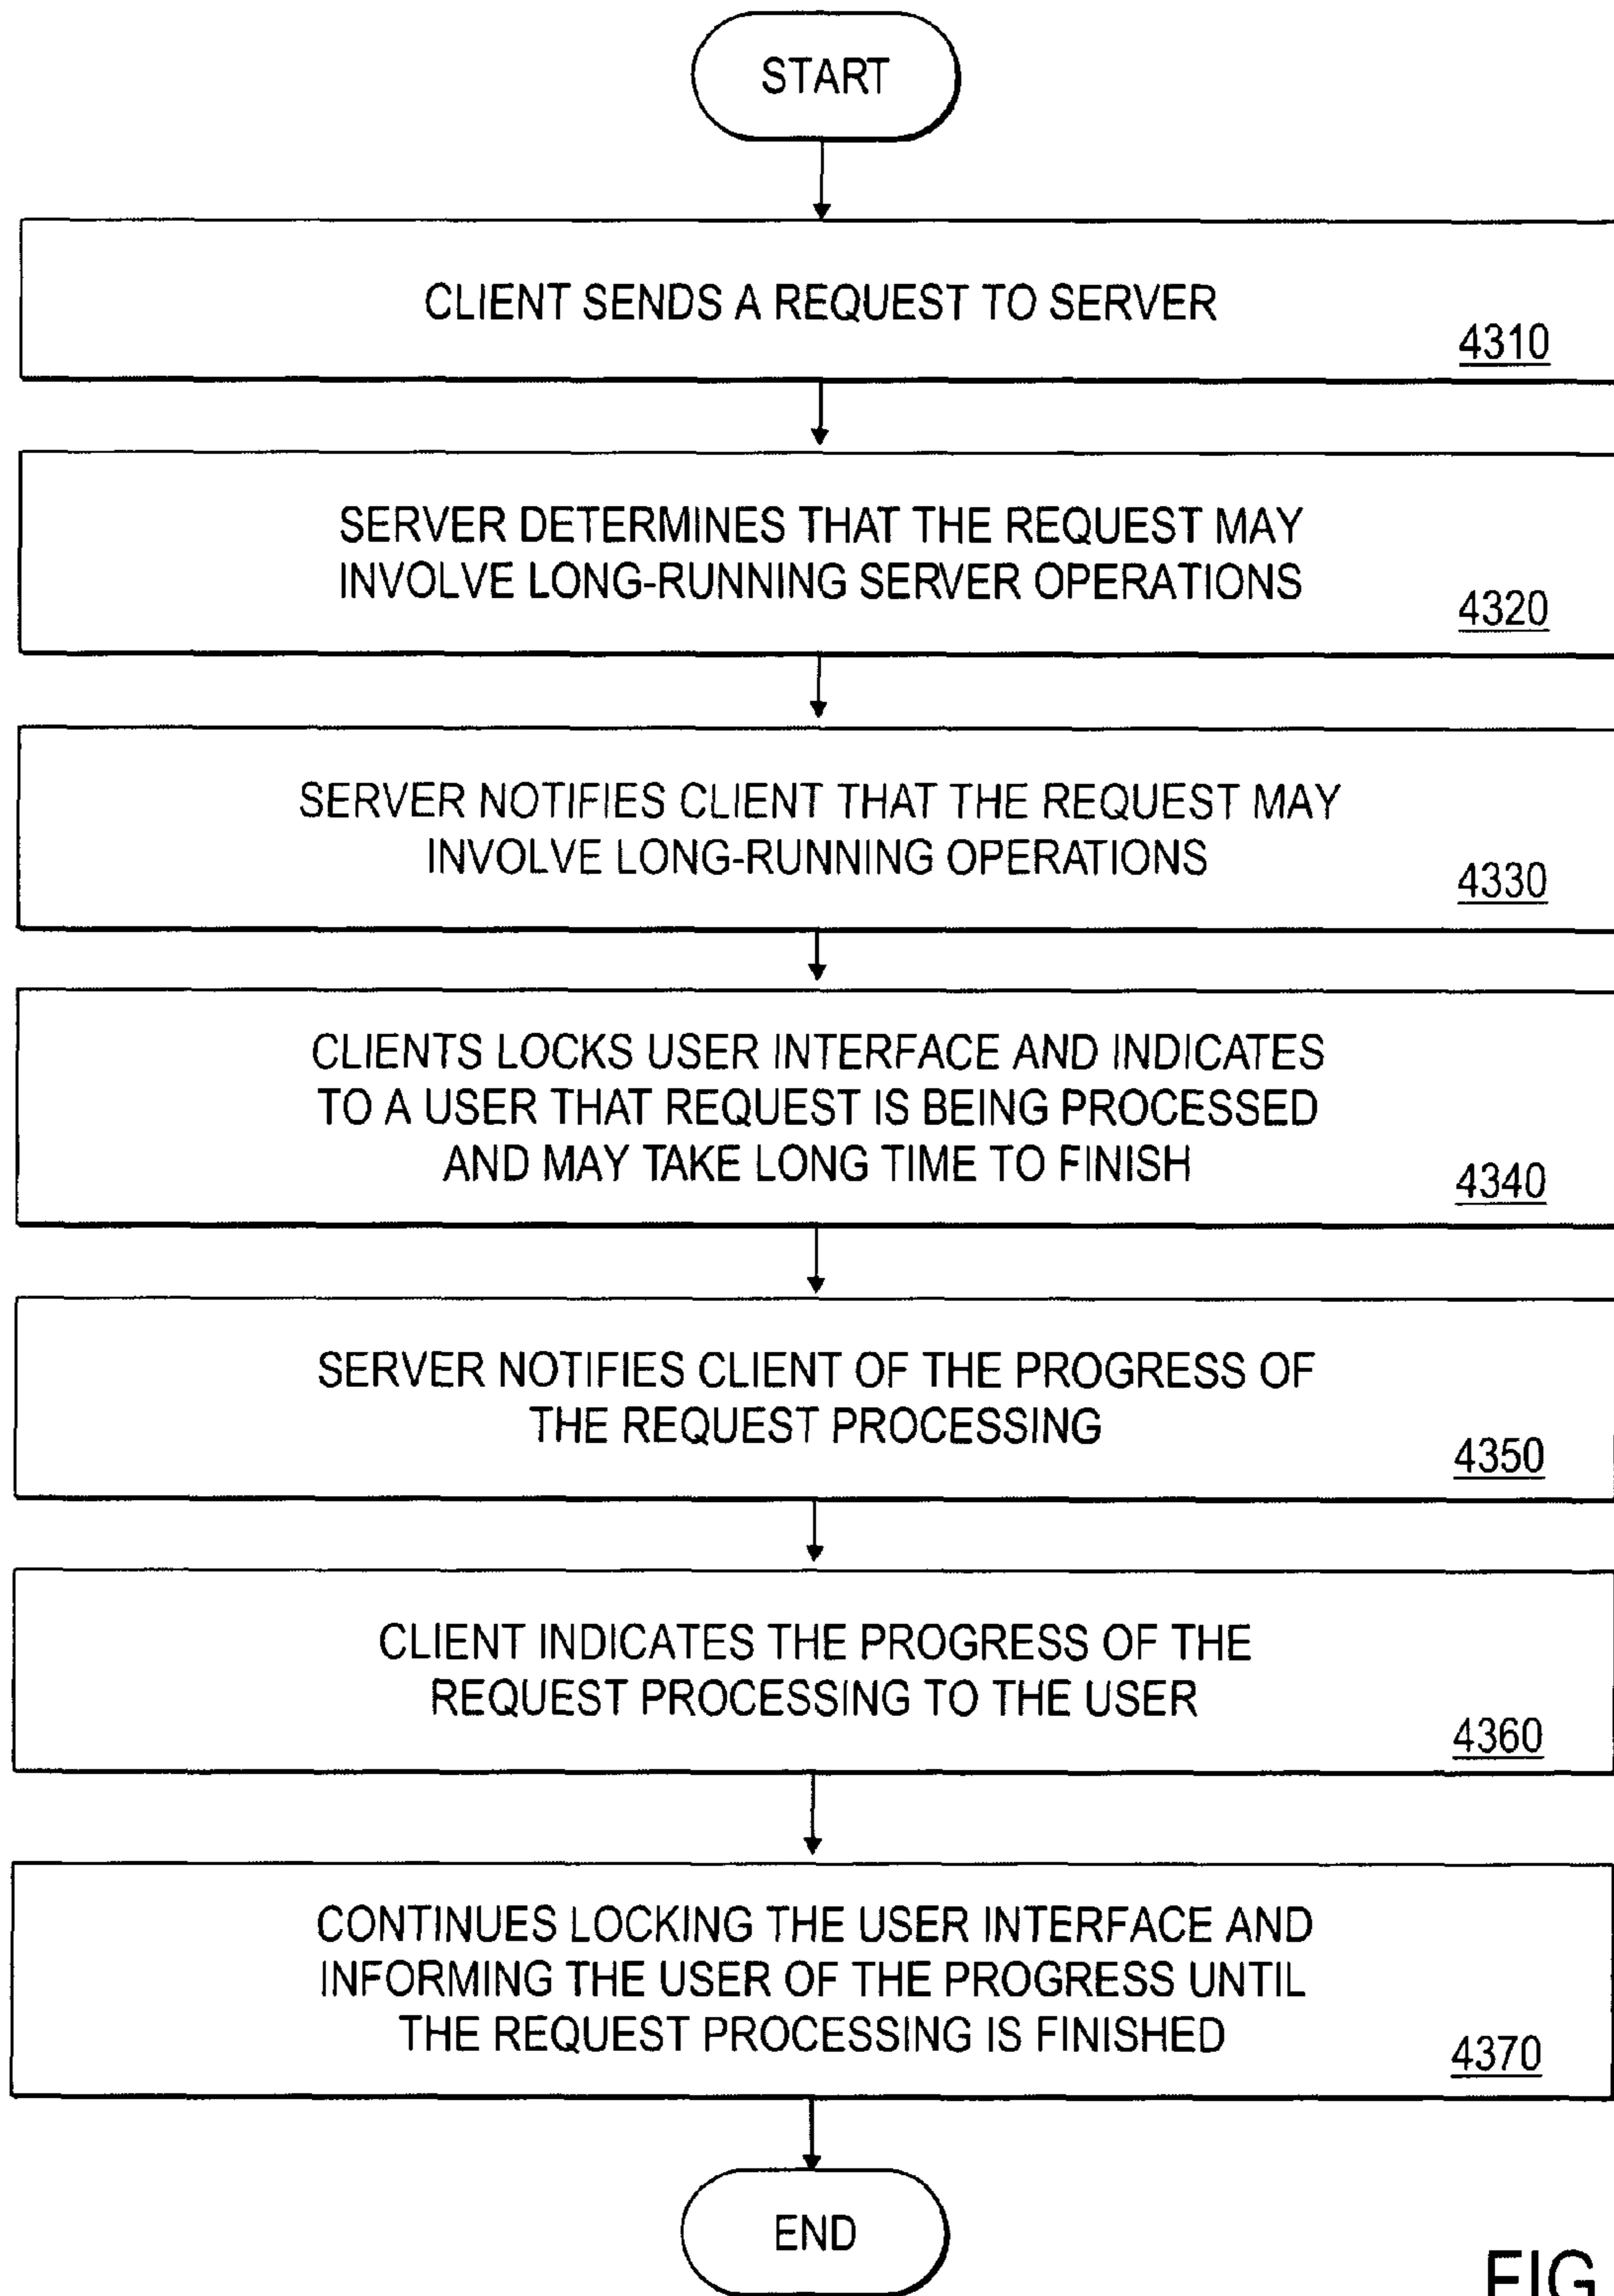 START
CLIENT SENDS A REQUEST TO SERVER
4310
SERVER DETERMINES THAT THE REQUEST MAY
INVOLVE LONG-RUNNING SERVER OPERATIONS
4320
SERVER NOTIFIES CLIENT THAT THE REQUEST MAY
INVOLVE LONG-RUNNING OPERATIONS
4330
CLIENTS LOCKS USER INTERFACE AND INDICATES
TO A USER THAT REQUEST IS BEING PROCESSED
AND MAY TAKE LONG TIME TO FINISH
4340
SERVER NOTIFIES CLIENT OF THE PROGRESS OF
THE REQUEST PROCESSING
4350
CLIENT INDICATES THE PROGRESS OF THE
REQUEST PROCESSING TO THE USER
4360
CONTINUES LOCKING THE USER INTERFACE AND
INFORMING THE USER OF THE PROGRESS UNTIL
THE REQUEST PROCESSING IS FINISHED
4370
END
FIG